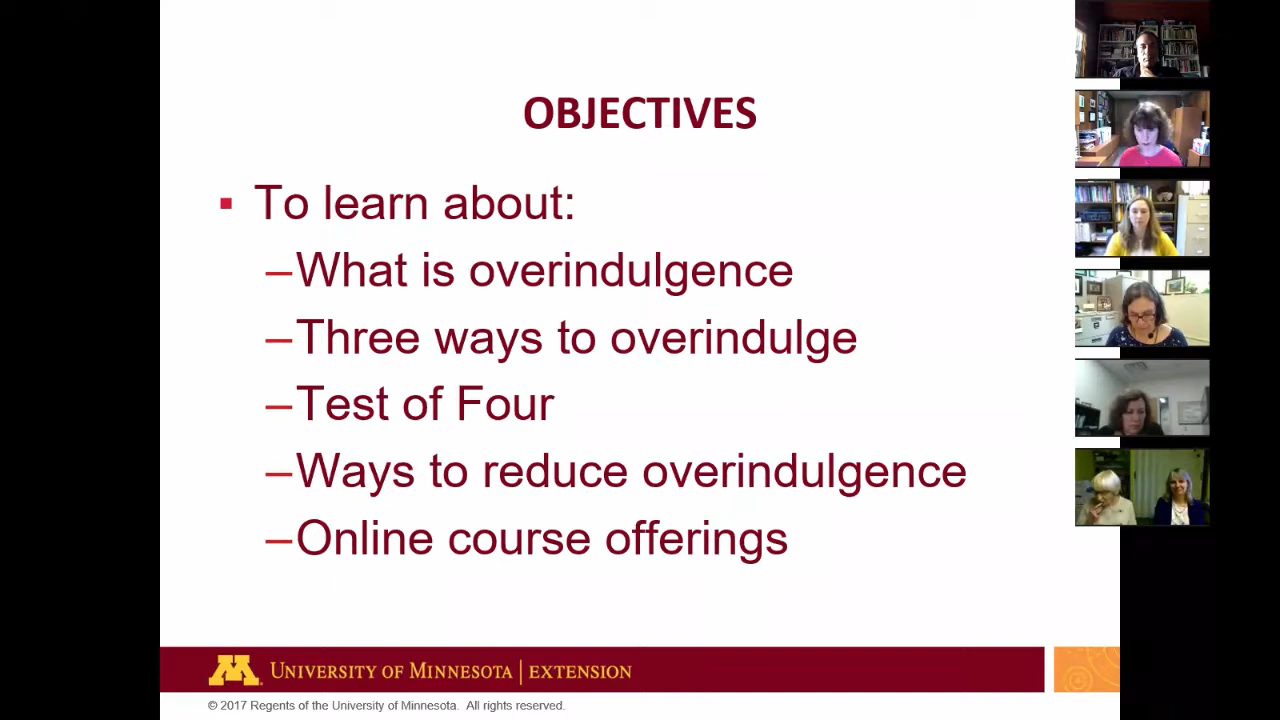 OBJECTIVES
▪ To learn about:
–What is overindulgence
–Three ways to overindulge
–Test of Four
–Ways to reduce overindulgence
–Online course offerings
M UNIVERSITY OF MINNESOTA | EXTENSION
© 2017 Regents of the University of Minnesota. All rights reserved.